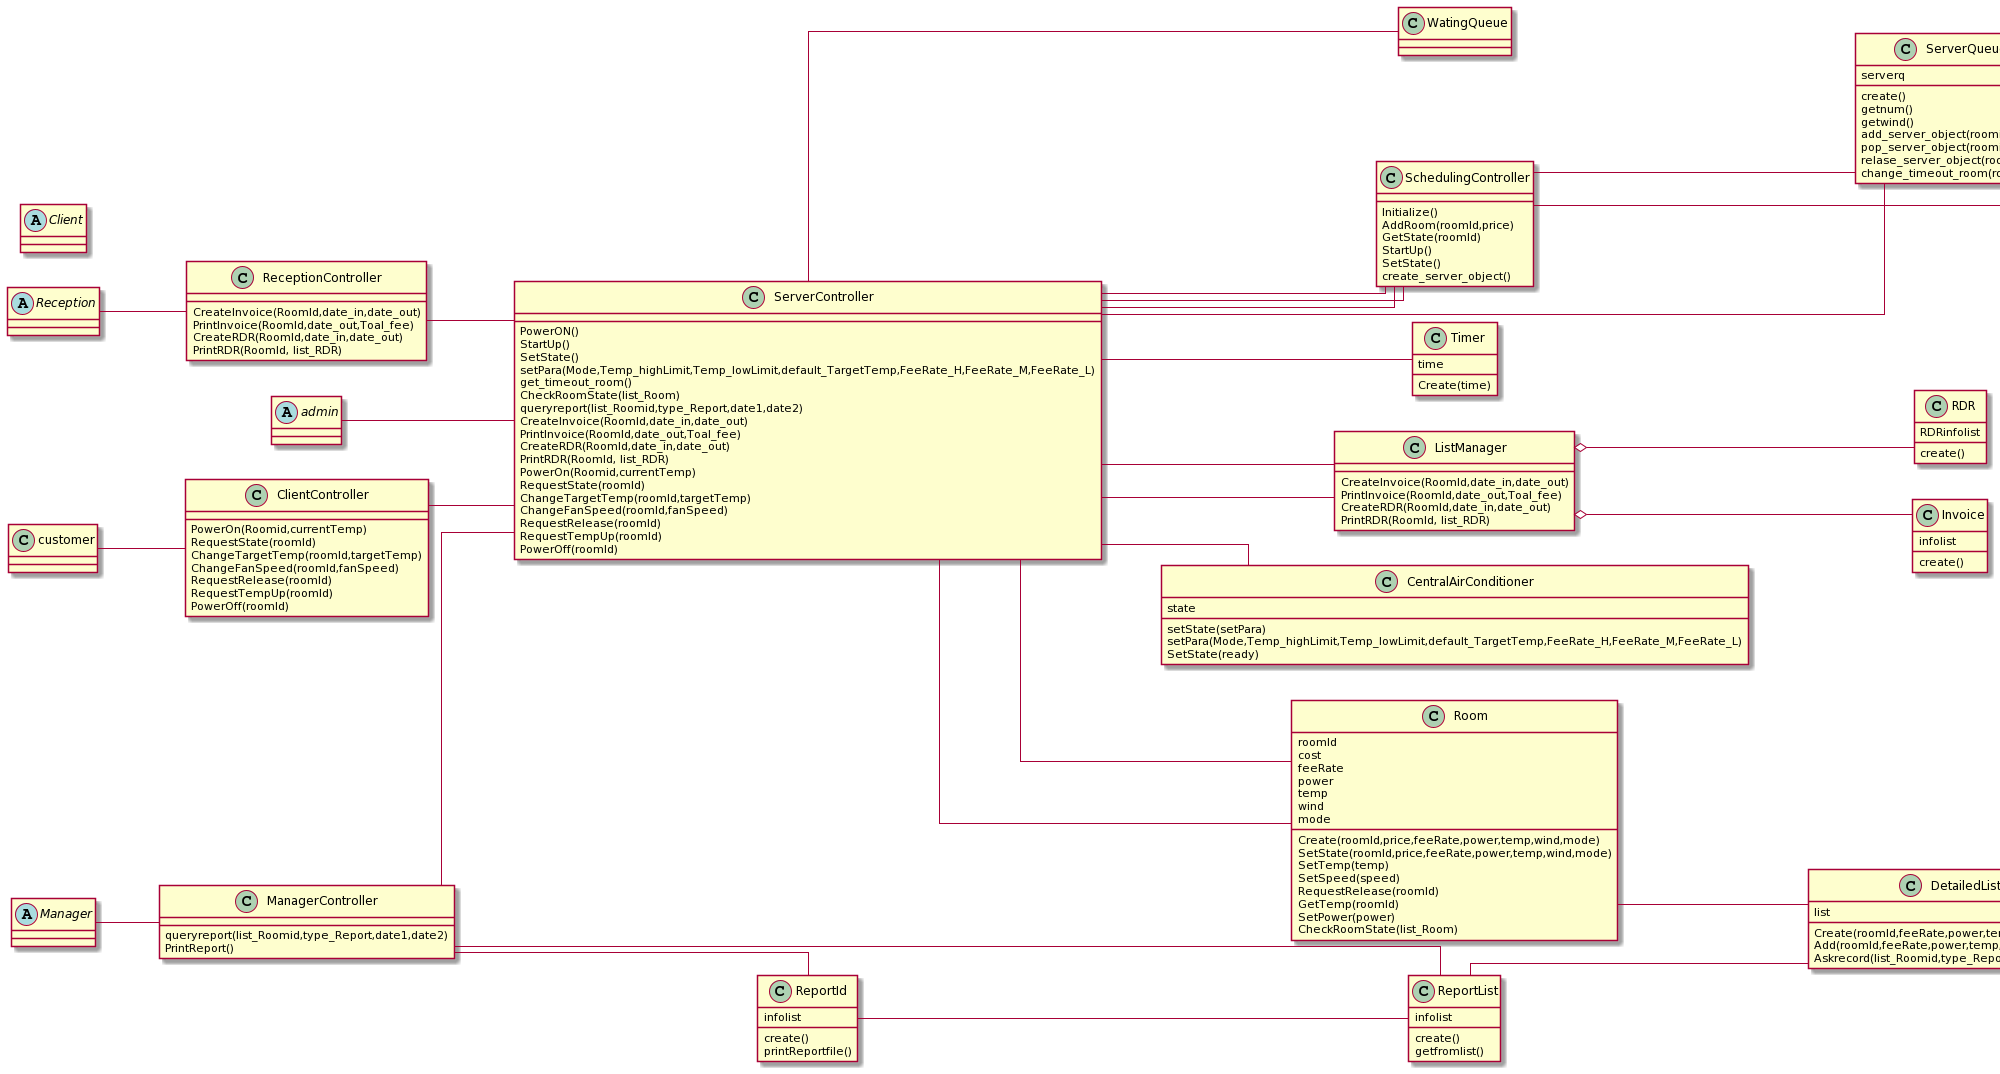 C WatingQueue
C ServerQueu
serverq
create()
getnum()
getwind()
add_server_object(room
pop_server_object(room
relase_server_object(roo
change_timeout_room(ro
C SchedulingController
Initialize()
AddRoom(roomId,price)
GetState(roomId)
StartUp()
SetState()
create_server_object()
A Client
A Reception
C ReceptionController
CreateInvoice(RoomId,date_in,date_out)
PrintInvoice(RoomId,date_out,Toal_fee)
CreateRDR(RoomId,date_in,date_out)
PrintRDR(RoomId, list_RDR)
C ServerController
PowerON()
StartUp()
SetState()
setPara(Mode,Temp_highLimit,Temp_lowLimit,default_TargetTemp,FeeRate_H,FeeRate_M,FeeRate_L)
get_timeout_room()
CheckRoomState(list_Room)
queryreport(list_Roomid,type_Report,date1,date2)
CreateInvoice(RoomId,date_in,date_out)
PrintInvoice(RoomId,date_out,Toal_fee)
CreateRDR(RoomId,date_in,date_out)
PrintRDR(RoomId, list_RDR)
PowerOn(Roomid,currentTemp)
RequestState(roomId)
ChangeTargetTemp(roomId,targetTemp)
ChangeFanSpeed(roomId,fanSpeed)
RequestRelease(roomId)
RequestTempUp(roomId)
PowerOff(roomId)
C Timer
time
Create(time)
A admin
C RDR
RDRinfolist
create()
C ListManager
CreateInvoice(RoomId,date_in,date_out)
PrintInvoice(RoomId,date_out,Toal_fee)
CreateRDR(RoomId,date_in,date_out)
PrintRDR(RoomId, list_RDR)
C Invoice
infolist
create()
C ClientController
PowerOn(Roomid,currentTemp)
RequestState(roomId)
ChangeTargetTemp(roomId,targetTemp)
ChangeFanSpeed(roomId,fanSpeed)
RequestRelease(roomId)
RequestTempUp(roomId)
PowerOff(roomId)
C customer
C CentralAirConditioner
state
setState(setPara)
setPara(Mode,Temp_highLimit,Temp_lowLimit,default_TargetTemp,FeeRate_H,FeeRate_M,FeeRate_L)
SetState(ready)
C Room
roomId
cost
feeRate
power
temp
wind
mode
Create(roomId,price,feeRate,power,temp,wind,mode)
SetState(roomId,price,feeRate,power,temp,wind,mode)
SetTemp(temp)
SetSpeed(speed)
RequestRelease(roomId)
GetTemp(roomId)
SetPower(power)
CheckRoomState(list_Room)
C DetailedList
list
Create(roomId,feeRate,power,te
Add(roomId,feeRate,power,temp,
Askrecord(list_Roomid,type_Repo
A Manager
C ManagerController
queryreport(list_Roomid,type_Report,date1,date2)
PrintReport()
C ReportId
infolist
create()
printReportfile()
C ReportList
infolist
create()
getfromlist()